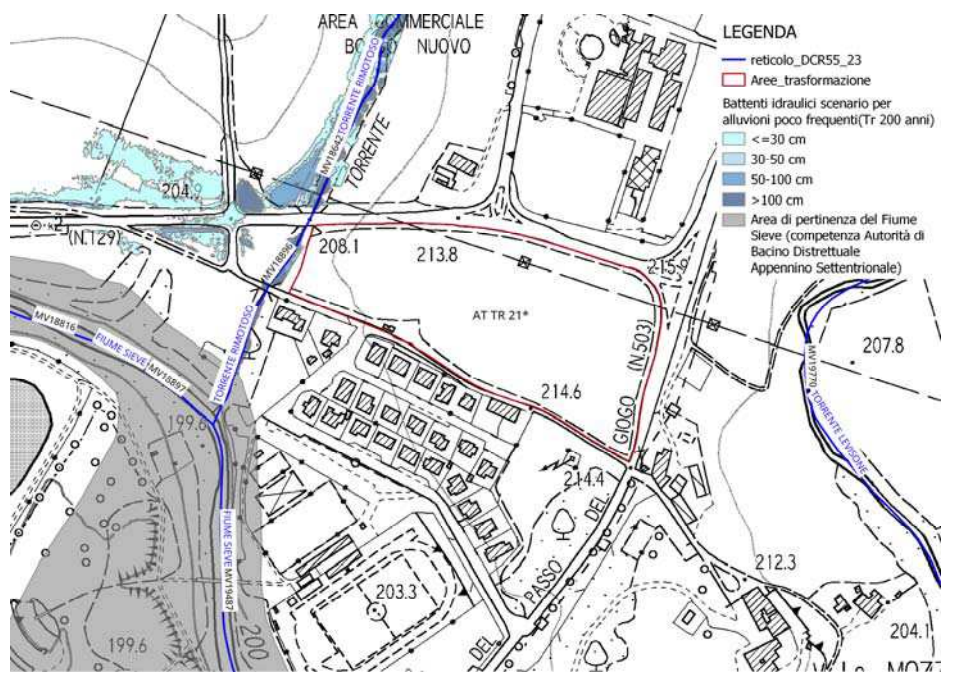 AREA COMMERCIALE
NUOVO
LEGENDA
reticolo_DCR55_23
Aree_trasformazione
Battenti idraulici scenario per
alluvioni poco frequenti(Tr 200 anni)
<=30 cm
30-50 cm
50-100 cm
>100 cm
Area di pertinenza del Fiume
Sieve (competenza Autorità di
Bacino Distrettuale
Appennino Settentrionale)
MV18642
TORRENTE RIMOTOSO
TORRENTE
204.9
(N.129)
208.1
213.8
MV18896
TORRENTE RIMOTOSO
AT TR 21*
(N.503)
GIOGO
DEL
PASSO
DEL
214.6
214.4
207.8
MV19770
TORRENTE LEVISONE
MV18816
FIUME SIEVE
MV18897
199.6
FIUME SIEVE
MV19487
200
203.3
199.6
212.3
204.1